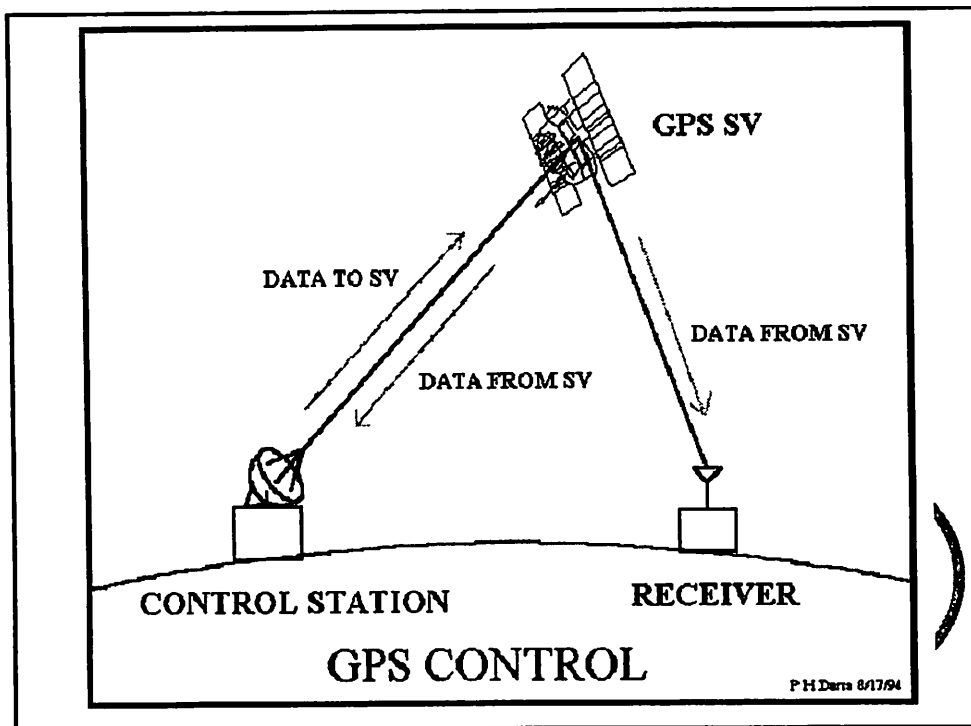 GPS SV
DATA TO SV
DATA FROM SV
DATA FROM SV
CONTROL STATION
RECEIVER
GPS CONTROL
P H Dana 8/17/94